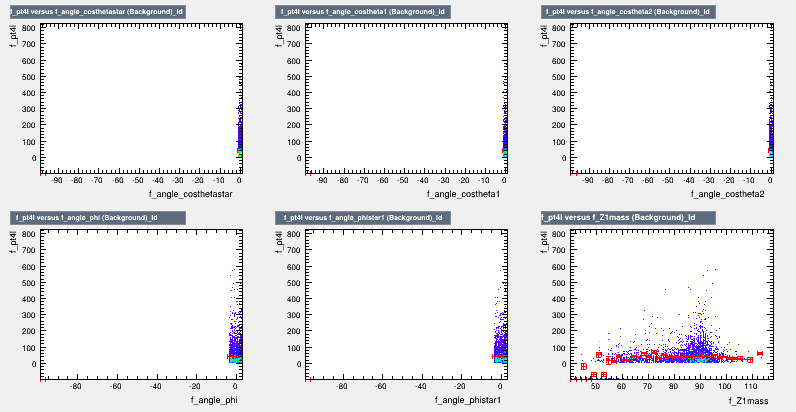 f_pt4l versus f_angle_costhetastar (Background)_Id
f_pt4l
800
700
600
500
400
300
200
100
0
-90 -80 -70 -60 -50 -40 -30 -20 -10 0
f_angle_costhetastar
f_pt4l versus f_angle_costheta1 (Background)_Id
f_pt4l
800
700
600
500
400
300
200
100
0
-90 -80 -70 -60 -50 -40 -30 -20 -10 0
f_angle_costheta1
f_pt4l versus f_angle_costheta2 (Background)_Id
f_pt4l
800
700
600
500
400
300
200
100
0
-90 -80 -70 -60 -50 -40 -30 -20 -10 0
f_angle_costheta2
f_pt4l versus f_angle_phi (Background)_Id
f_pt4l
800
700
600
500
400
300
200
100
0
-80 -60 -40 -20 0
f_angle_phi
f_pt4l versus f_angle_phistar1 (Background)_Id
f_pt4l
800
700
600
500
400
300
200
100
0
-80 -60 -40 -20 0
f_angle_phistar1
f_pt4l versus f_Z1mass (Background)_Id
f_pt4l
800
700
600
500
400
300
200
100
0
50 60 70 80 90 100 110
f_Z1mass